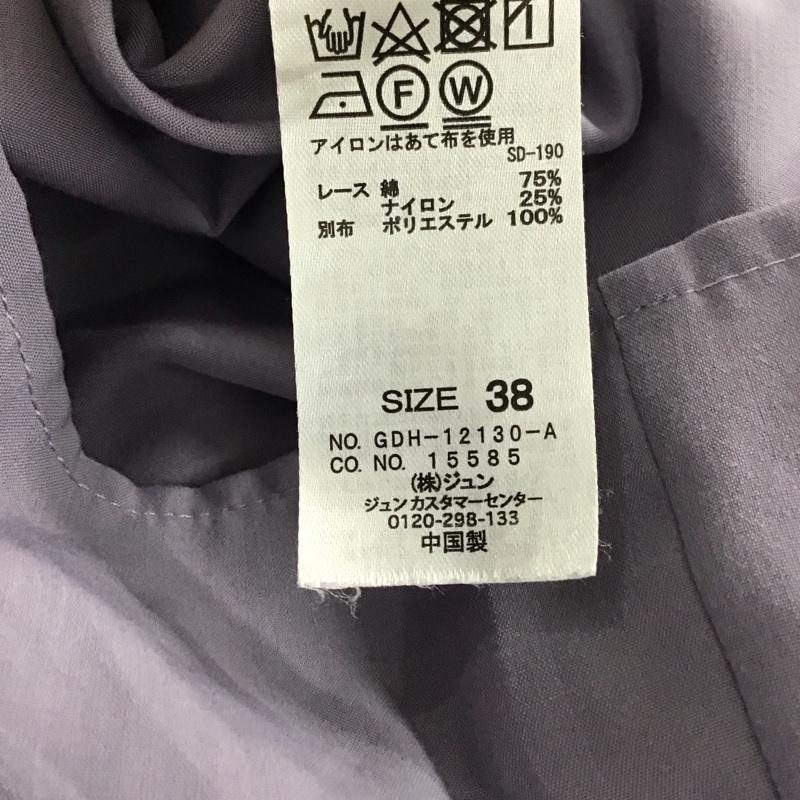 F W
アイロンはあて布を使用
SD-190
レース 綿 75%
ナイロン 25%
別布 ポリエステル 100%
SIZE 38
NO. GDH-12130-A
CO. NO. 15585
(株)ジュン
ジュンカスタマーセンター
0120-298-133
中国製